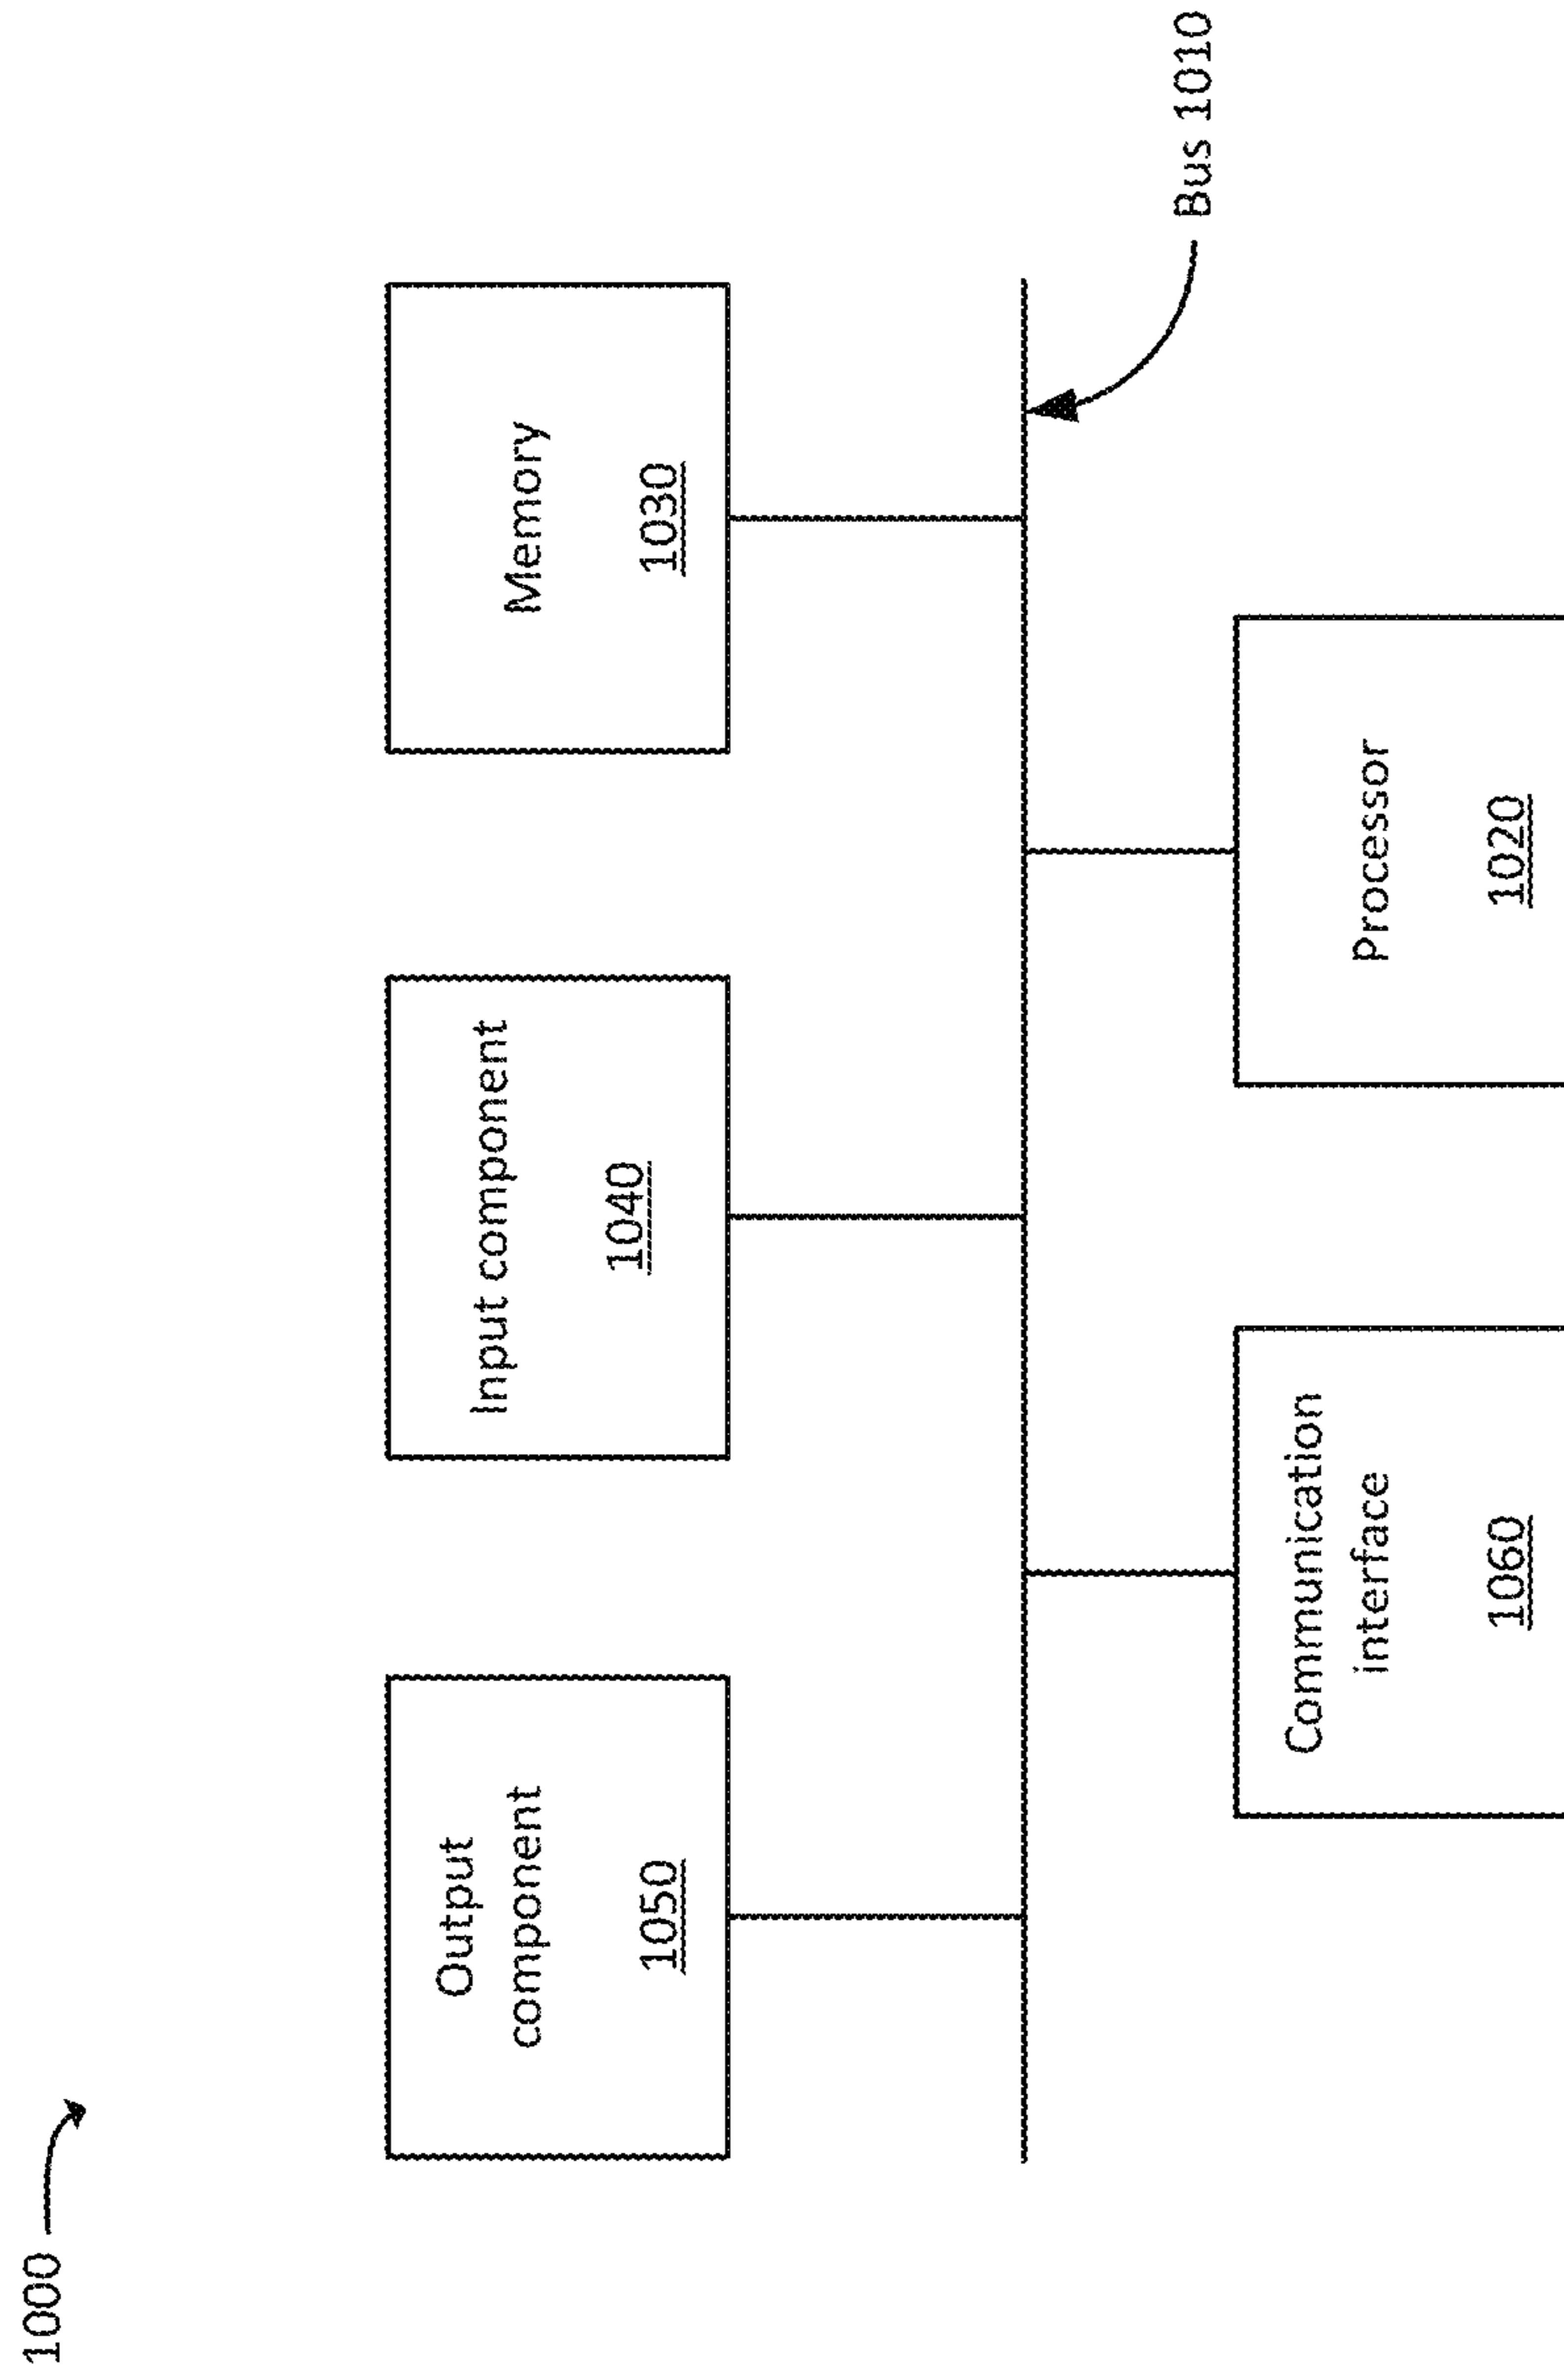 1000
Output
component
1050
Input component
1040
Memory
1030
Bus 1010
Communication
interface
1060
Processor
1020